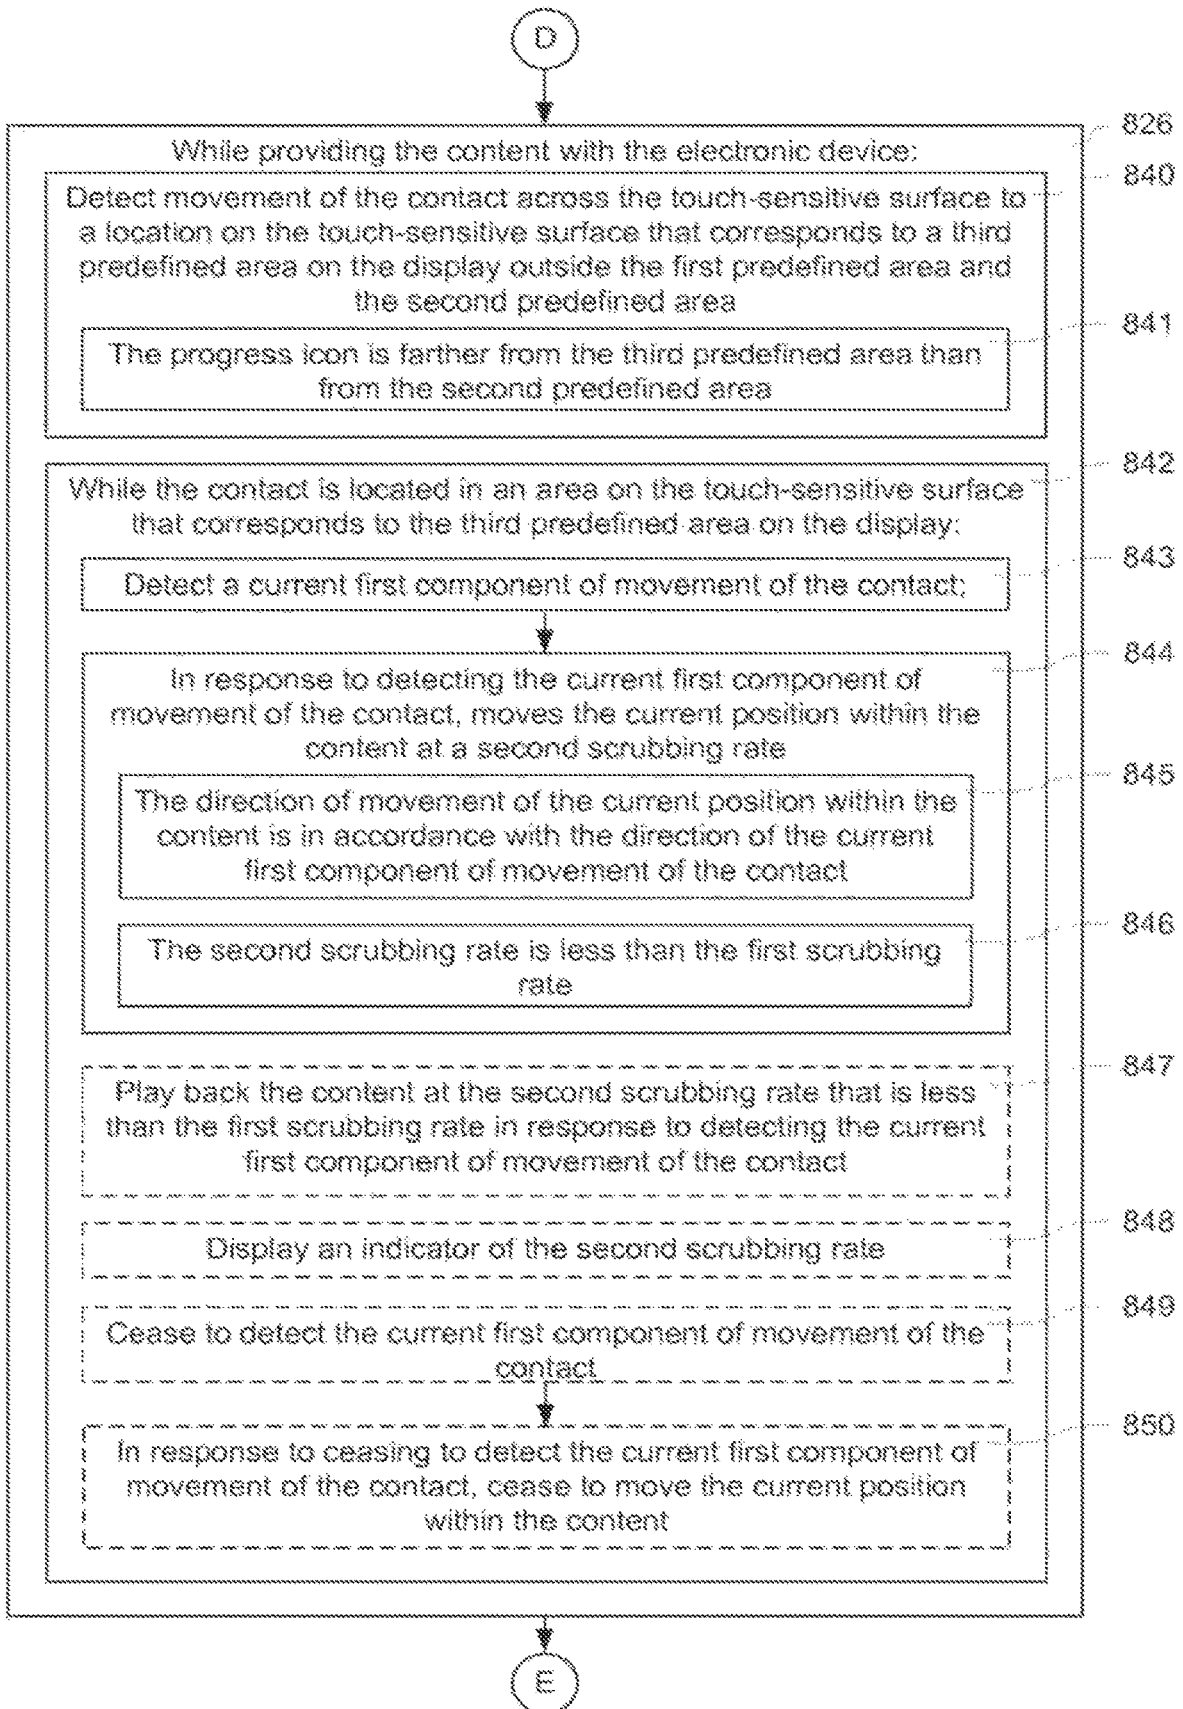 D
826
While providing the content with the electronic device:
840
Detect movement of the contact across the touch-sensitive surface to
a location on the touch-sensitive surface that corresponds to a third
predefined area on the display outside the first predefined area and
the second predefined area
841
The progress icon is farther from the third predefined area than
from the second predefined area
842
While the contact is located in an area on the touch-sensitive surface
that corresponds to the third predefined area on the display:
843
Detect a current first component of movement of the contact;
844
In response to detecting the current first component of
movement of the contact, moves the current position within the
content at a second scrubbing rate
845
The direction of movement of the current position within the
content is in accordance with the direction of the current
first component of movement of the contact
846
The second scrubbing rate is less than the first scrubbing
rate
847
Play back the content at the second scrubbing rate that is less
than the first scrubbing rate in response to detecting the current
first component of movement of the contact
848
Display an indicator of the second scrubbing rate
849
Cease to detect the current first component of movement of the
contact
850
In response to ceasing to detect the current first component of
movement of the contact, cease to move the current position
within the content
E